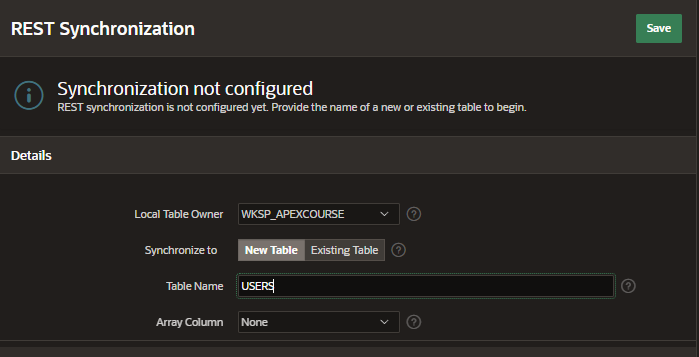 REST Synchronization
Save
Synchronization not configured
REST synchronization is not configured yet. Provide the name of a new or existing table to begin.
Details
Local Table Owner WKSP_APEXCOURSE ?
Synchronize to New Table Existing Table ?
Table Name USERS ?
Array Column None ?